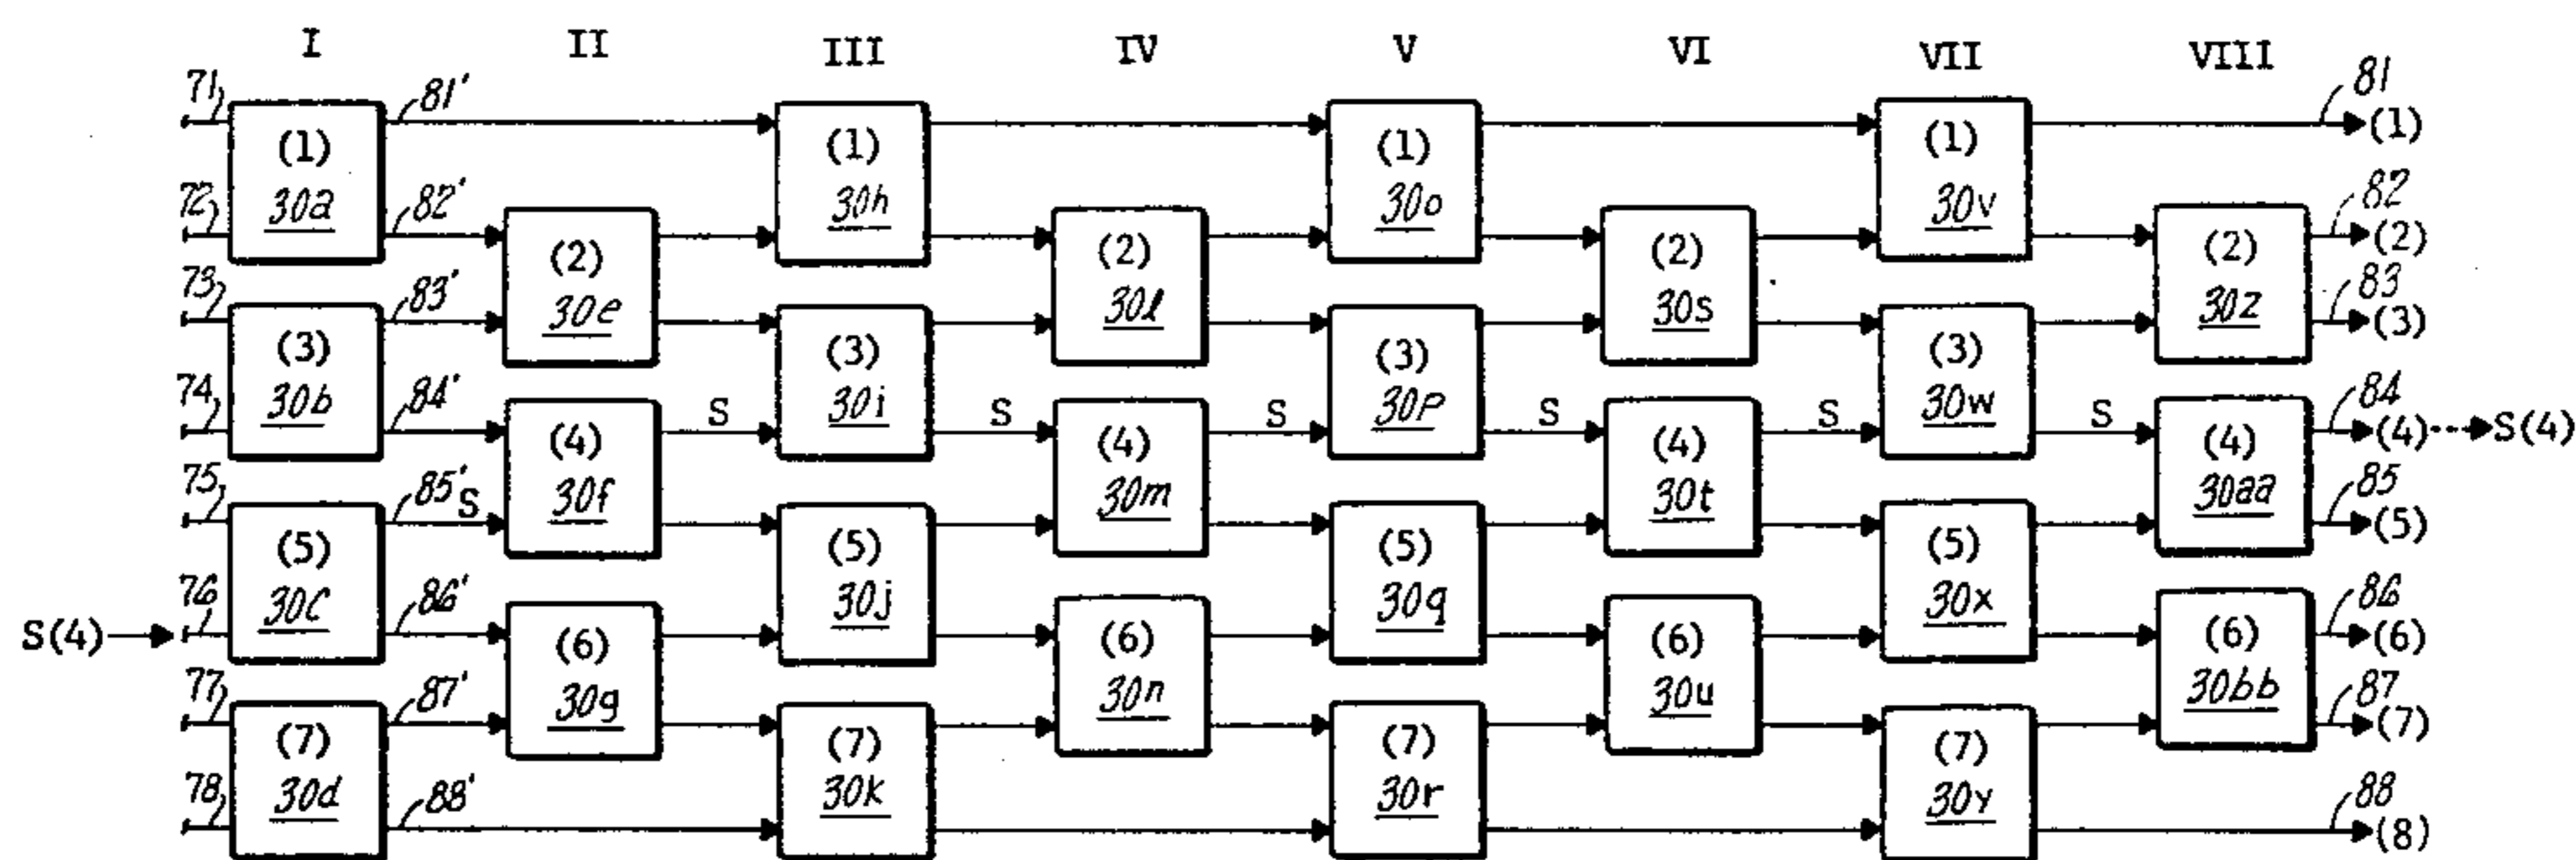 I II III IV V VI VII VIII
71 81' 81 (1)
(1) 30a (1) 30h (1) 30o (1) 30v
72 82' 82 (2)
(2) 30e (2) 30l (2) 30s (2) 30z
73 83' 83 (3)
(3) 30b (3) 30i (3) 30p (3) 30w
74 84' S S S S S S 84 (4) S(4)
(4) 30f (4) 30m (4) 30t (4) 30aa
75 85' S 85 (5)
(5) 30c (5) 30j (5) 30q (5) 30x
S(4) 76 86' 86 (6)
(6) 30g (6) 30n (6) 30u (6) 30bb
77 87' 87 (7)
(7) 30d (7) 30k (7) 30r (7) 30y
78 88' 88 (8)